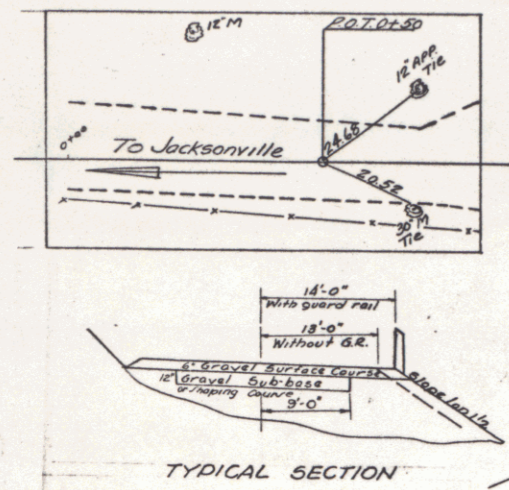 P.O.T. 0+50
12" M
12" APP.
TIE
0+00
To Jacksonville
24.68
20.52
30" M
Tie
14'-0"
With guard rail
13'-0"
Without G.R.
6" Gravel Surface Course
12" Gravel Sub-base
or Shaping Course
9'-0"
Slope 1 on 1½
TYPICAL SECTION